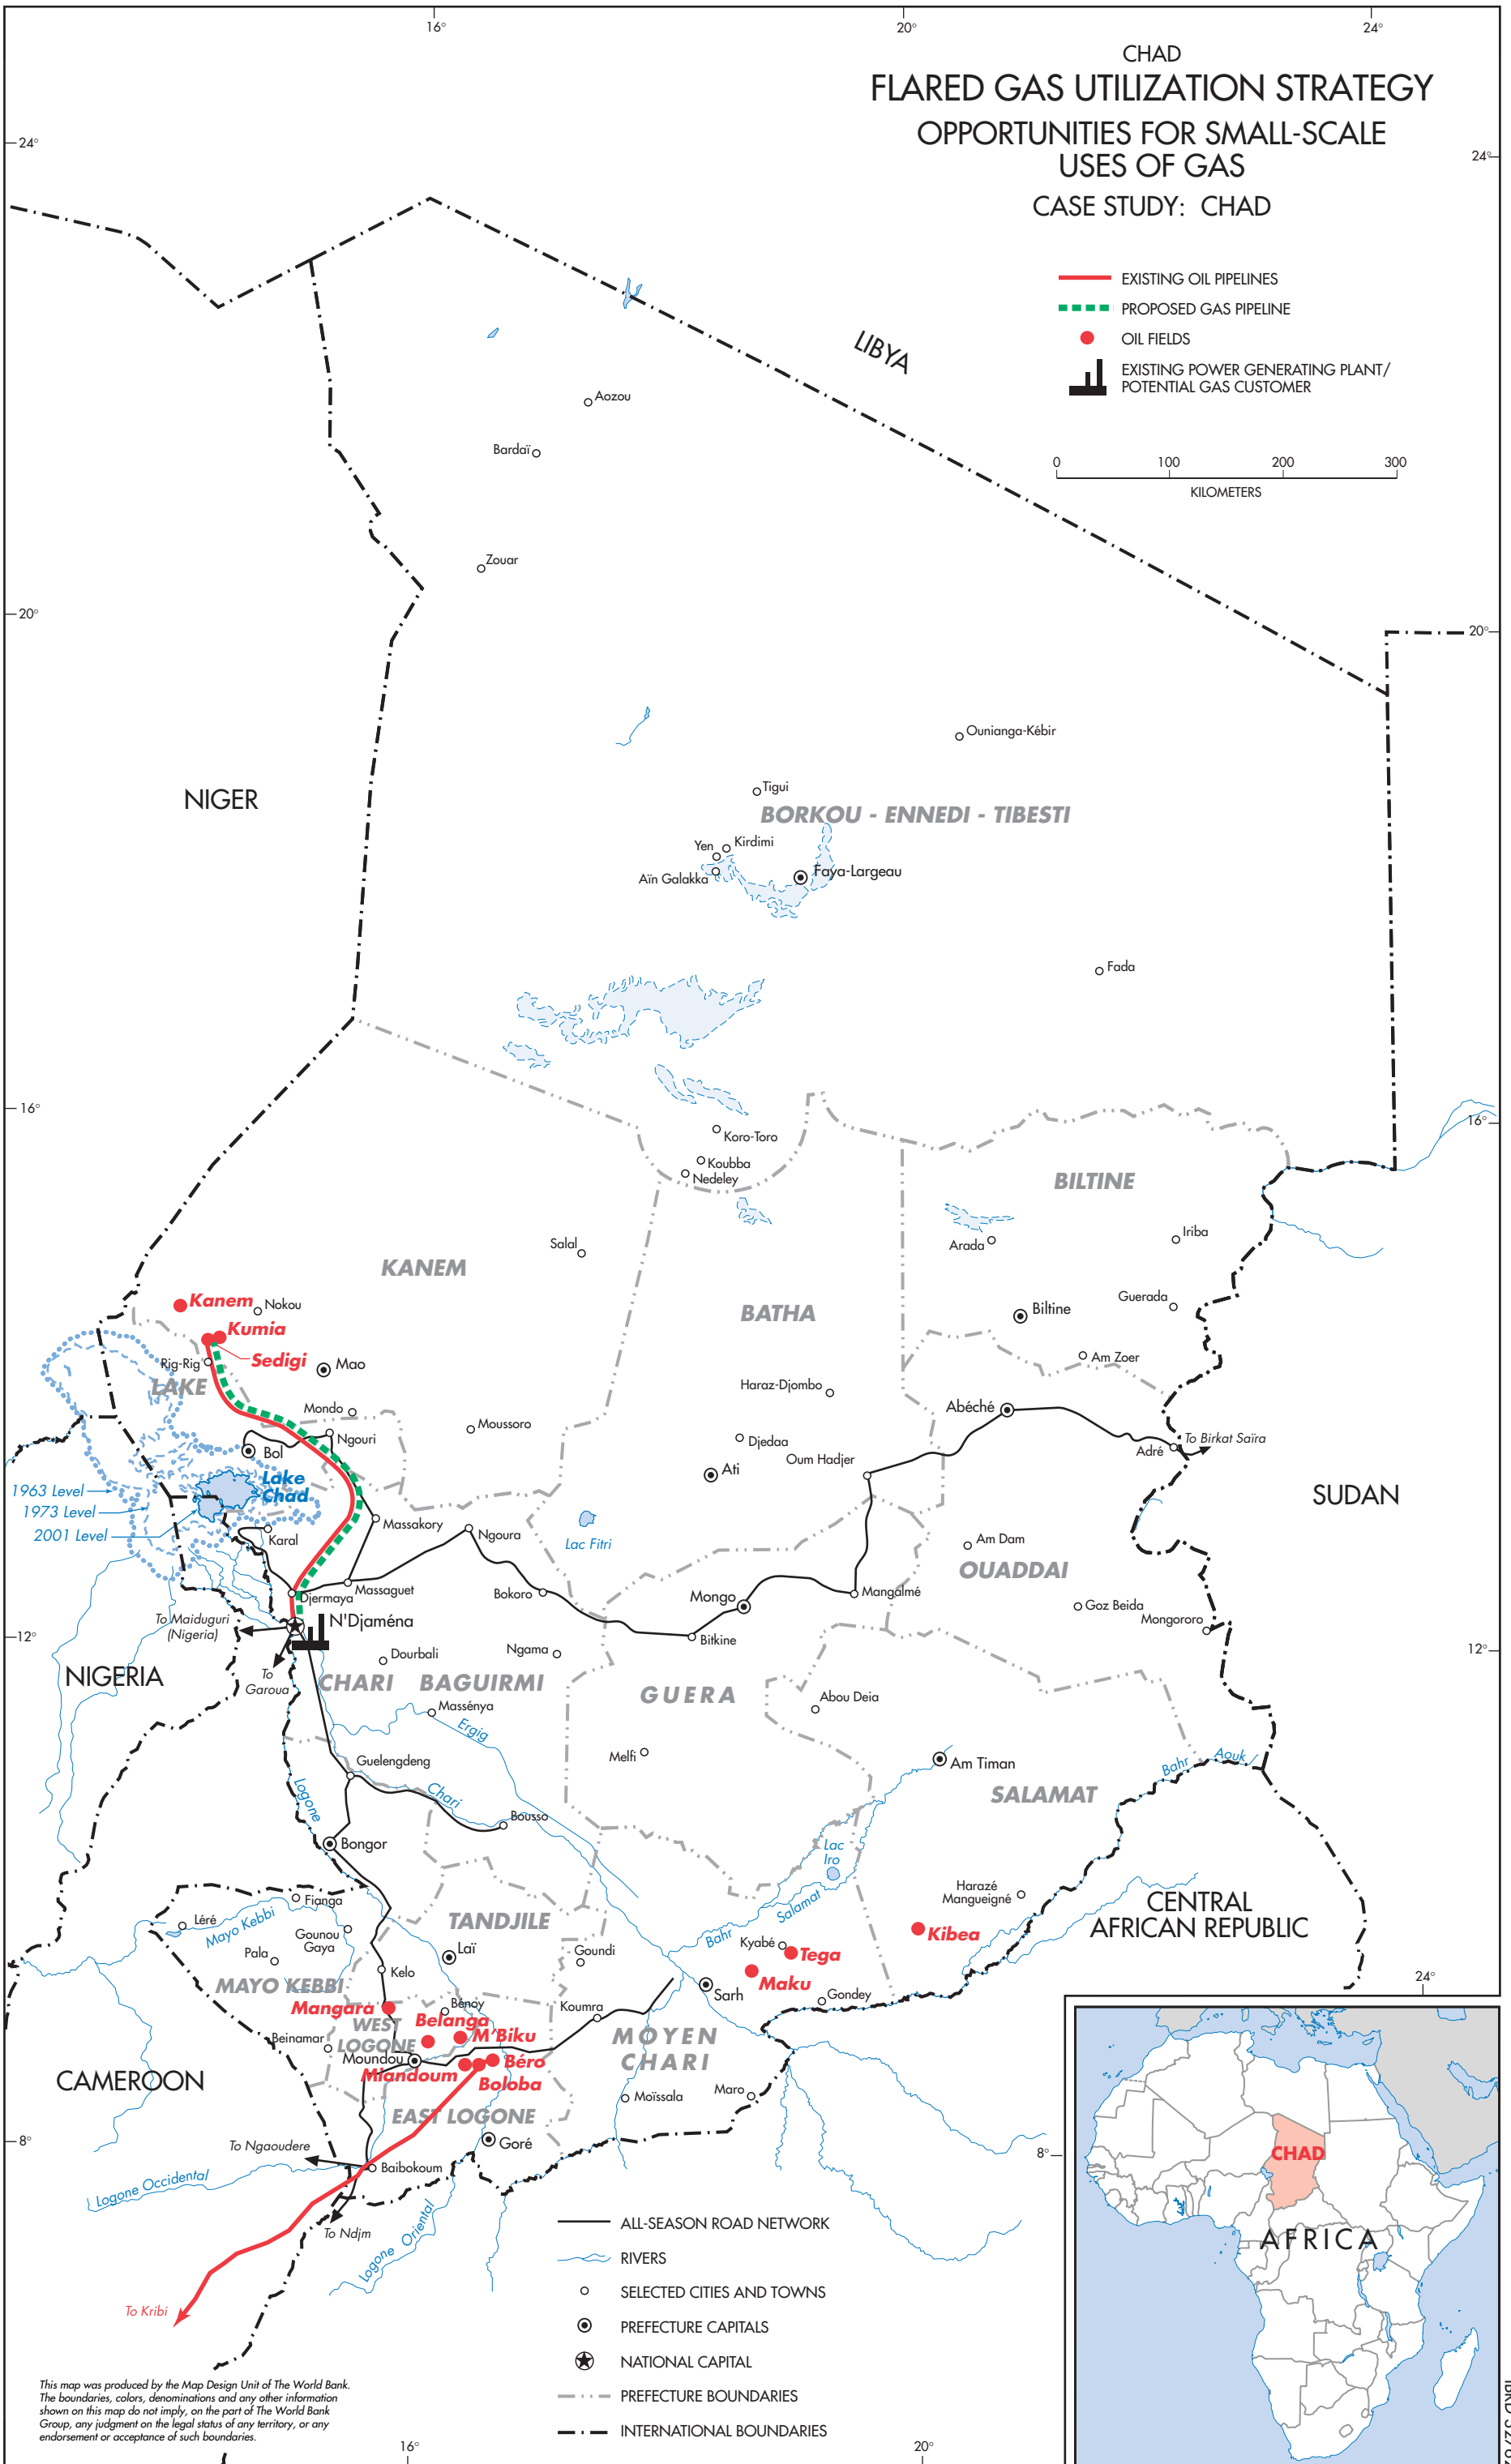 16°
20°
24°
CHAD
FLARED GAS UTILIZATION STRATEGY
OPPORTUNITIES FOR SMALL-SCALE
USES OF GAS
CASE STUDY: CHAD
24°
24°
EXISTING OIL PIPELINES
PROPOSED GAS PIPELINE
OIL FIELDS
EXISTING POWER GENERATING PLANT/
POTENTIAL GAS CUSTOMER
0
100
200
300
KILOMETERS
LIBYA
Aozou
Bardaï
Zouar
20°
20°
Ounianga-Kébir
NIGER
Tigui
BORKOU - ENNEDI - TIBESTI
Yen
Kirdimi
Aïn Galakka
Faya-Largeau
Fada
16°
16°
Koro-Toro
Koubba
Nedeley
BILTINE
Iriba
Arada
Salal
KANEM
Kanem
Nokou
Guerada
Biltine
BATHA
Kumia
Sedigi
Rig-Rig
Mao
Am Zoer
LAKE
Haraz-Djombo
Mondo
Abéché
Moussoro
Ngouri
Djedaa
To Birkat Saïra
Adré
Bol
Oum Hadjer
Ati
Lake
Chad
1963 Level
1973 Level
2001 Level
SUDAN
Massakory
Ngoura
Karal
Lac Fitri
Am Dam
OUADDAI
Massaguet
Djermaya
Bokoro
Mongo
Mangalmé
Goz Beida
Mongororo
To Maiduguri
(Nigeria)
N'Djaména
12°
12°
Bitkine
Ngama
Dourbali
To
Garoua
NIGERIA
CHARI BAGUIRMI
GUERA
Abou Deia
Massénya
Ergig
Melfi
Guelengdeng
Am Timan
Bahr
Aouk
SALAMAT
Logone
Chari
Bousso
Bongor
Lac
Iro
Harazé
Mangueigné
CENTRAL
AFRICAN REPUBLIC
Fianga
Léré
Mayo Kebbi
Salamat
Bahr
TANDJILE
Gounou
Gaya
Laï
Kibea
Kyabé
Tega
Pala
Goundi
Kelo
MAYO KEBBI
Maku
Sarh
Gondey
24°
Mangara
Bénoy
Koumra
Belanga
WEST
LOGONE
M'Biku
MOYEN
CHARI
Beinamar
Moundou
Béro
Miandoum
Boloba
CAMEROON
Moïssala
Maro
EAST LOGONE
Goré
8°
8°
To Ngaoudere
Baibokoum
Logone Occidental
To Ndjm
Logone Oriental
To Kribi
ALL-SEASON ROAD NETWORK
RIVERS
SELECTED CITIES AND TOWNS
PREFECTURE CAPITALS
NATIONAL CAPITAL
PREFECTURE BOUNDARIES
INTERNATIONAL BOUNDARIES
CHAD
AFRICA
This map was produced by the Map Design Unit of The World Bank.
The boundaries, colors, denominations and any other information
shown on this map do not imply, on the part of The World Bank
Group, any judgment on the legal status of any territory, or any
endorsement or acceptance of such boundaries.
16°
20°